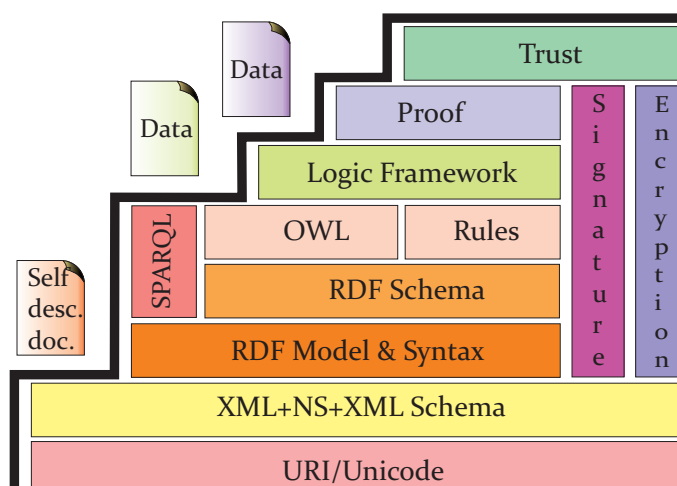 Trust
Data
Data
Proof
Signature
Encryption
Logic Framework
SPARQL
OWL
Rules
Self
desc.
doc.
RDF Schema
RDF Model & Syntax
XML+NS+XML Schema
URI/Unicode